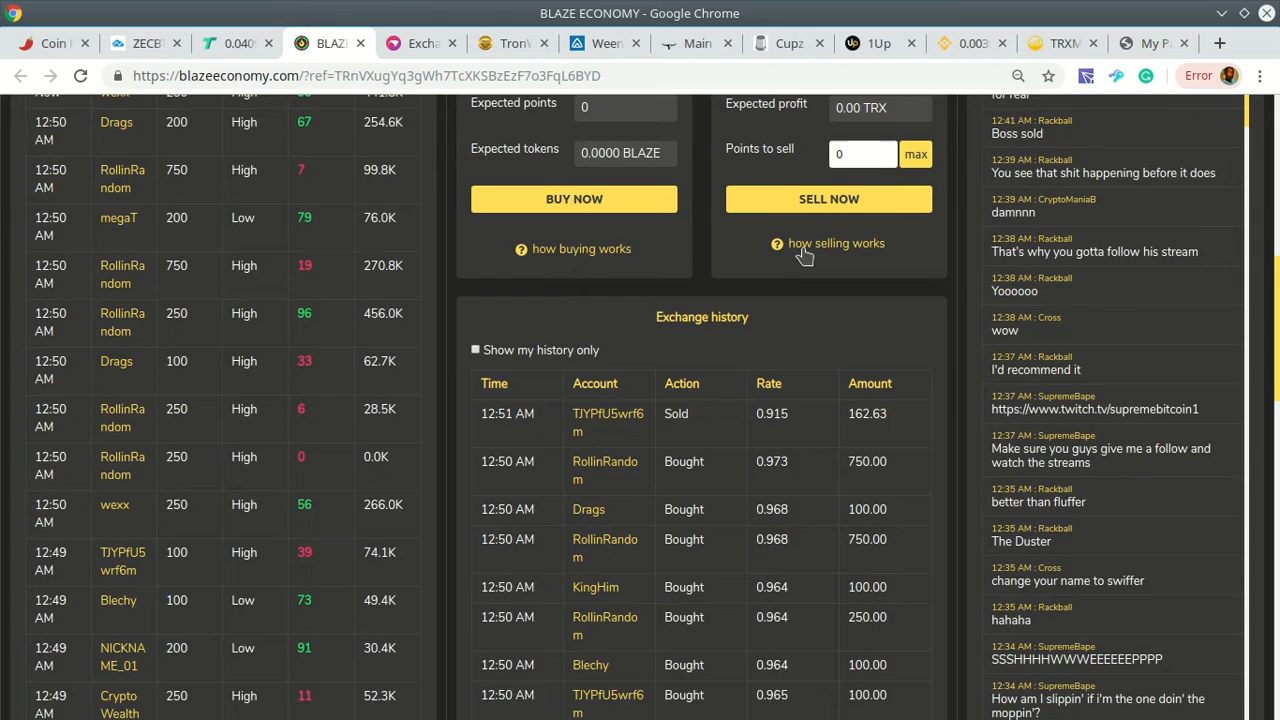 BLAZE ECONOMY - Google Chrome
Coin F
ZECBT
0.0409
BLAZE
Excha
TronW
Ween
Main
Cupz
1Up
0.003
TRXM
My P
https://blazeeconomy.com/?ref=TRnVXugYq3gWh7TcXKSBzEzF7o3FqL6BYD
Error
12:50 AM Drags 200 High 67 254.6K
12:50 AM RollinRandom 750 High 7 99.8K
12:50 AM megaT 200 Low 79 76.0K
12:50 AM RollinRandom 750 High 19 270.8K
12:50 AM RollinRandom 250 High 96 456.0K
12:50 AM Drags 100 High 33 62.7K
12:50 AM RollinRandom 250 High 6 28.5K
12:50 AM RollinRandom 250 High 0 0.0K
12:50 AM wexx 250 High 56 266.0K
12:49 AM TJYPfU5wrf6m 100 High 39 74.1K
12:49 AM Blechy 100 Low 73 49.4K
12:49 AM NICKNAME_01 200 Low 91 30.4K
12:49 AM CryptoWealth 250 High 11 52.3K
Expected points 0
Expected tokens 0.0000 BLAZE
BUY NOW
how buying works
Expected profit 0.00 TRX
Points to sell 0 max
SELL NOW
how selling works
Exchange history
Show my history only
Time Account Action Rate Amount
12:51 AM TJYPfU5wrf6m Sold 0.915 162.63
12:50 AM RollinRandom Bought 0.973 750.00
12:50 AM Drags Bought 0.968 100.00
12:50 AM RollinRandom Bought 0.968 750.00
12:50 AM KingHim Bought 0.964 100.00
12:50 AM RollinRandom Bought 0.964 250.00
12:50 AM Blechy Bought 0.964 100.00
12:50 AM TJYPfU5wrf6m Bought 0.965 100.00
for real
12:41 AM : Rackball
Boss sold
12:39 AM : Rackball
You see that shit happening before it does
12:39 AM : CryptoManiaB
damnnn
12:38 AM : Rackball
That's why you gotta follow his stream
12:38 AM : Rackball
Yoooooo
12:38 AM : Cross
wow
12:37 AM : Rackball
I'd recommend it
12:37 AM : SupremeBape
https://www.twitch.tv/supremebitcoin1
12:37 AM : SupremeBape
Make sure you guys give me a follow and
watch the streams
12:35 AM : Rackball
better than fluffer
12:35 AM : Rackball
The Duster
12:35 AM : Cross
change your name to swiffer
12:35 AM : Rackball
hahaha
12:34 AM : SupremeBape
SSSHHHHWWWEEEEEEPPPP
12:34 AM : SupremeBape
How am I slippin' if i'm the one doin' the
moppin'?